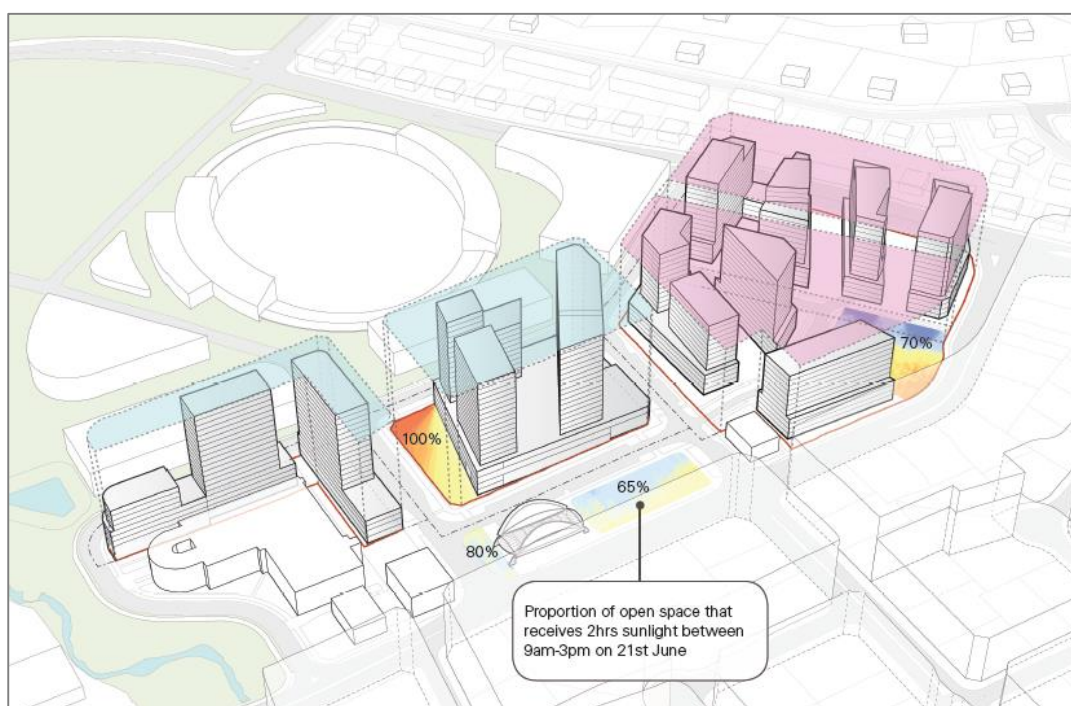 70%
100%
65%
80%
Proportion of open space that
receives 2hrs sunlight between
9am-3pm on 21st June